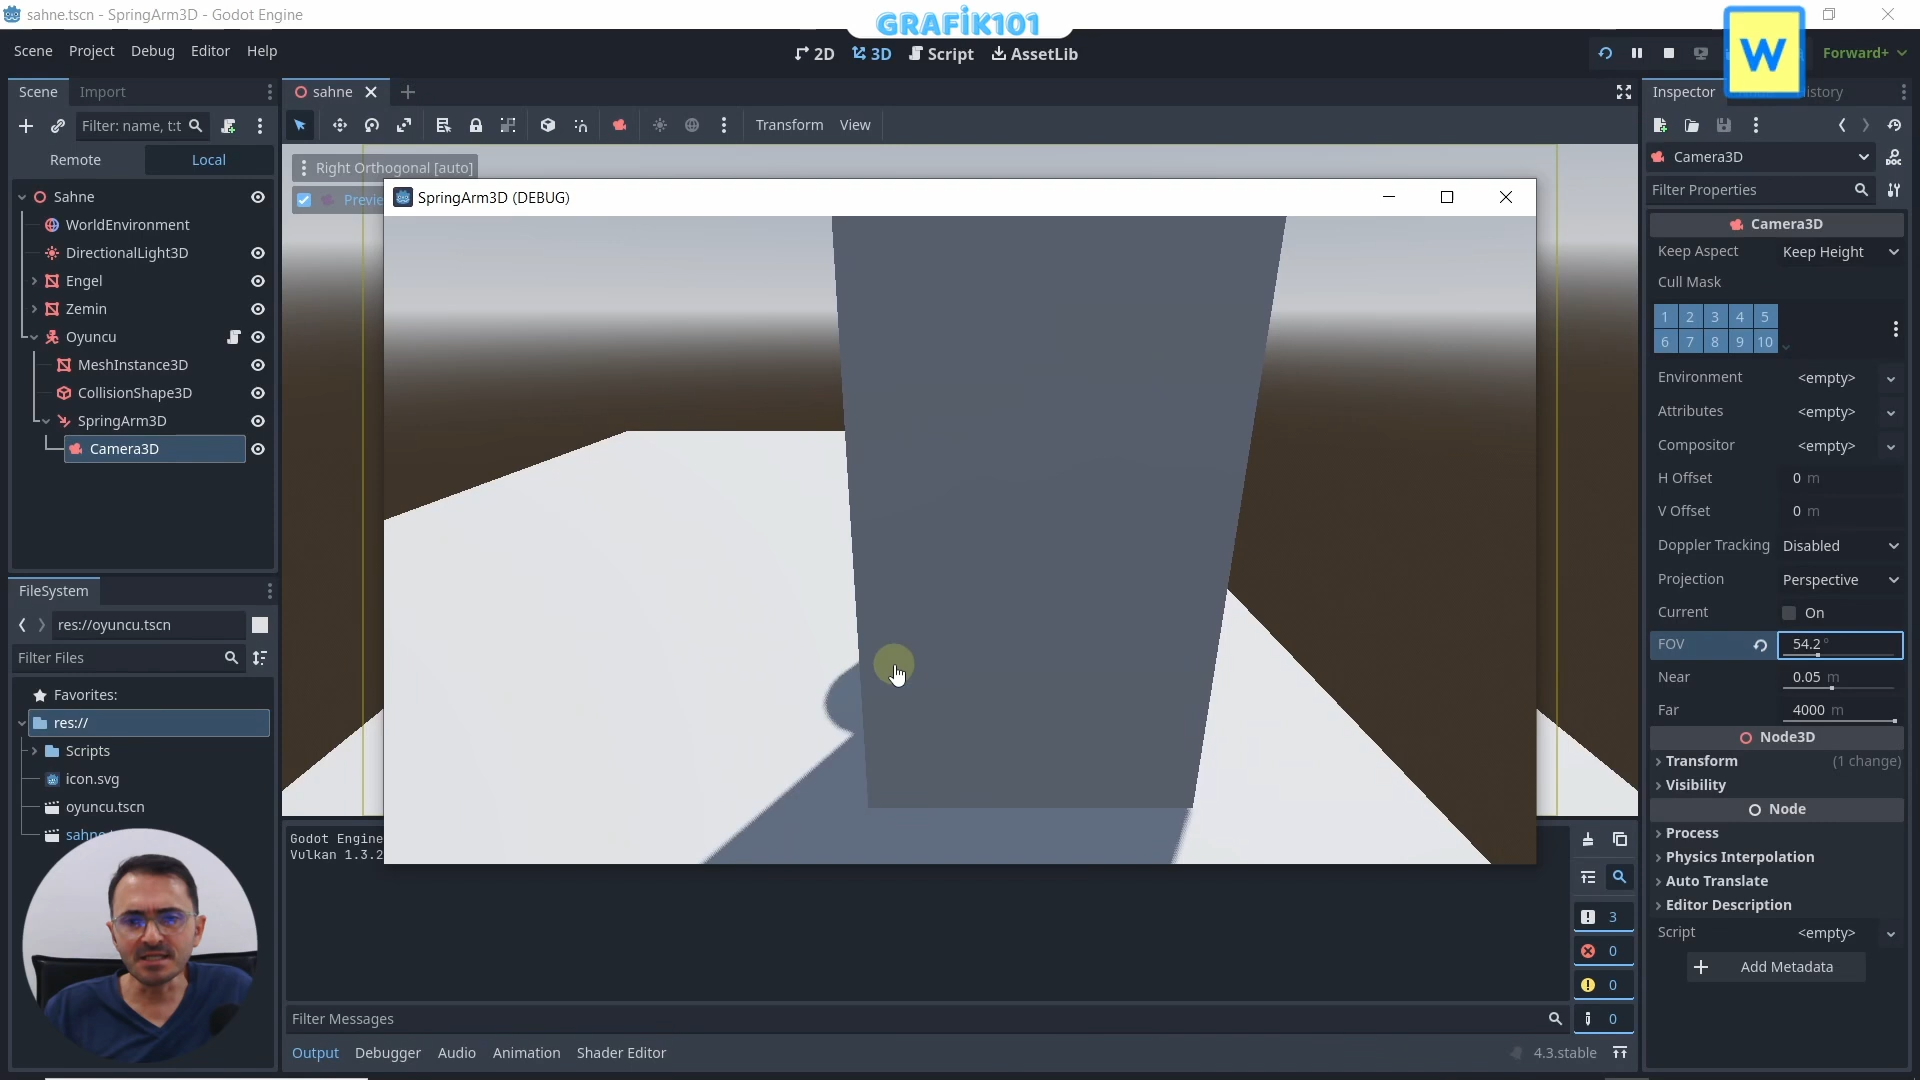 sahne.tscn - SpringArm3D - Godot Engine
GRAFİK101
W
Scene Project Debug Editor Help
2D 3D Script AssetLib
Forward+
Scene Import
sahne
Inspector
Filter: name, t:t
Transform View
Remote Local
Camera3D
Right Orthogonal [auto]
Filter Properties
SpringArm3D (DEBUG)
Sahne
WorldEnvironment
DirectionalLight3D
Engel
Zemin
Oyuncu
MeshInstance3D
CollisionShape3D
SpringArm3D
Camera3D
Camera3D
Keep Aspect Keep Height
Cull Mask
1 2 3 4 5
6 7 8 9 10
Environment <empty>
Attributes <empty>
Compositor <empty>
H Offset 0 m
V Offset 0 m
Doppler Tracking Disabled
Projection Perspective
Current On
FOV 54.2 °
Near 0.05 m
Far 4000 m
Node3D
Transform (1 change)
Visibility
Node
Process
Physics Interpolation
Auto Translate
Editor Description
Script <empty>
Add Metadata
FileSystem
res://oyuncu.tscn
Filter Files
Favorites:
res://
Scripts
icon.svg
oyuncu.tscn
Godot Engine
Vulkan 1.3.2
3
0
0
0
Filter Messages
Output Debugger Audio Animation Shader Editor
4.3.stable